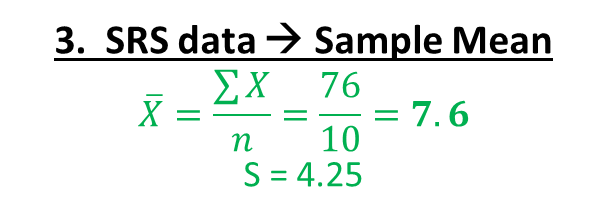 3. SRS data → Sample Mean
X̄ = ∑X / n = 76 / 10 = 7.6
S = 4.25